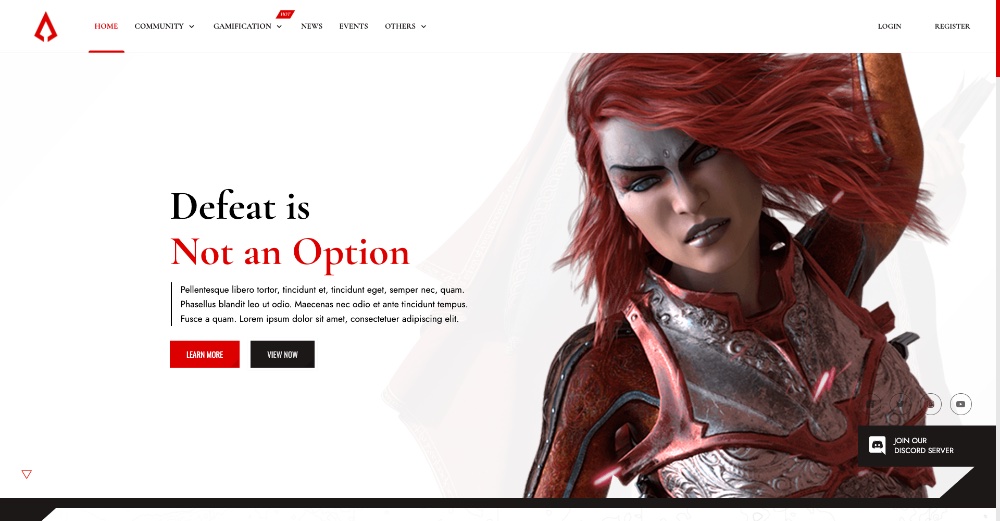 HOT
HOME COMMUNITY GAMIFICATION NEWS EVENTS OTHERS LOGIN REGISTER
Defeat is
Not an Option
Pellentesque libero tortor, tincidunt et, tincidunt eget, semper nec, quam.
Phasellus blandit leo ut odio. Maecenas nec odio et ante tincidunt tempus.
Fusce a quam. Lorem ipsum dolor sit amet, consectetuer adipiscing elit.
LEARN MORE VIEW NOW
JOIN OUR
DISCORD SERVER